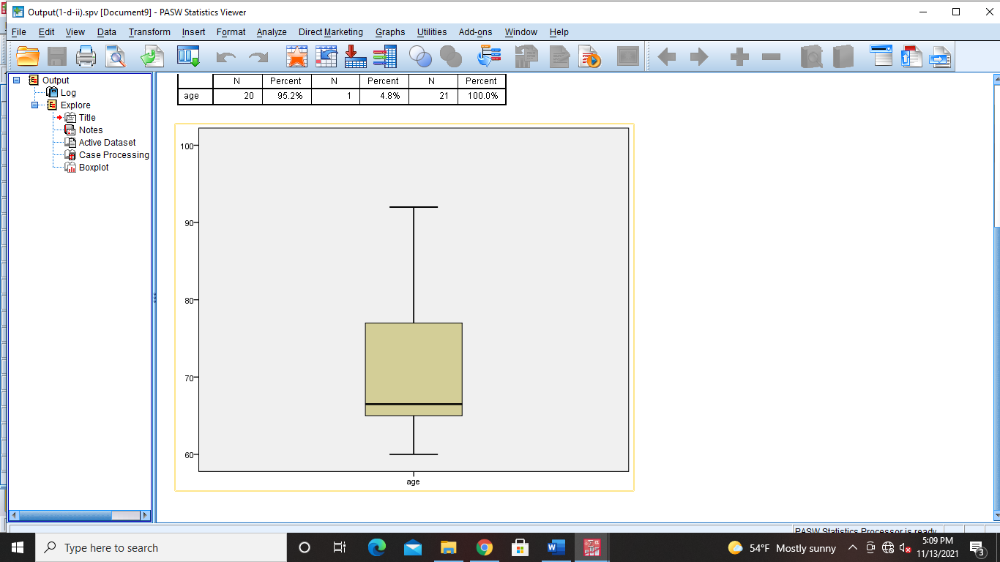 Output(1-d-ii).spv [Document9] - PASW Statistics Viewer
File Edit View Data Transform Insert Format Analyze Direct Marketing Graphs Utilities Add-ons Window Help
Output
Log
Explore
Title
Notes
Active Dataset
Case Processing
Boxplot
N Percent N Percent N Percent
age 20 95.2% 1 4.8% 21 100.0%
100
90
80
70
60
age
PASW Statistics Processor is ready
Type here to search
54°F Mostly sunny
5:09 PM
11/13/2021
3